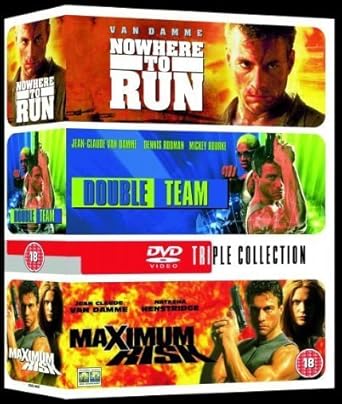 VAN DAMME
NOWHERE
TO
RUN
NOWHERE
TO RUN
JEAN-CLAUDE VAN DAMME DENNIS RODMAN MICKEY ROURKE
DOUBLE TEAM
DOUBLE TEAM
18
DVD
VIDEO
TRIPLE COLLECTION
JEAN CLAUDE
VAN DAMME
NATASHA
HENSTRIDGE
MAXIMUM
RISK
MAXIMUM
RISK
18